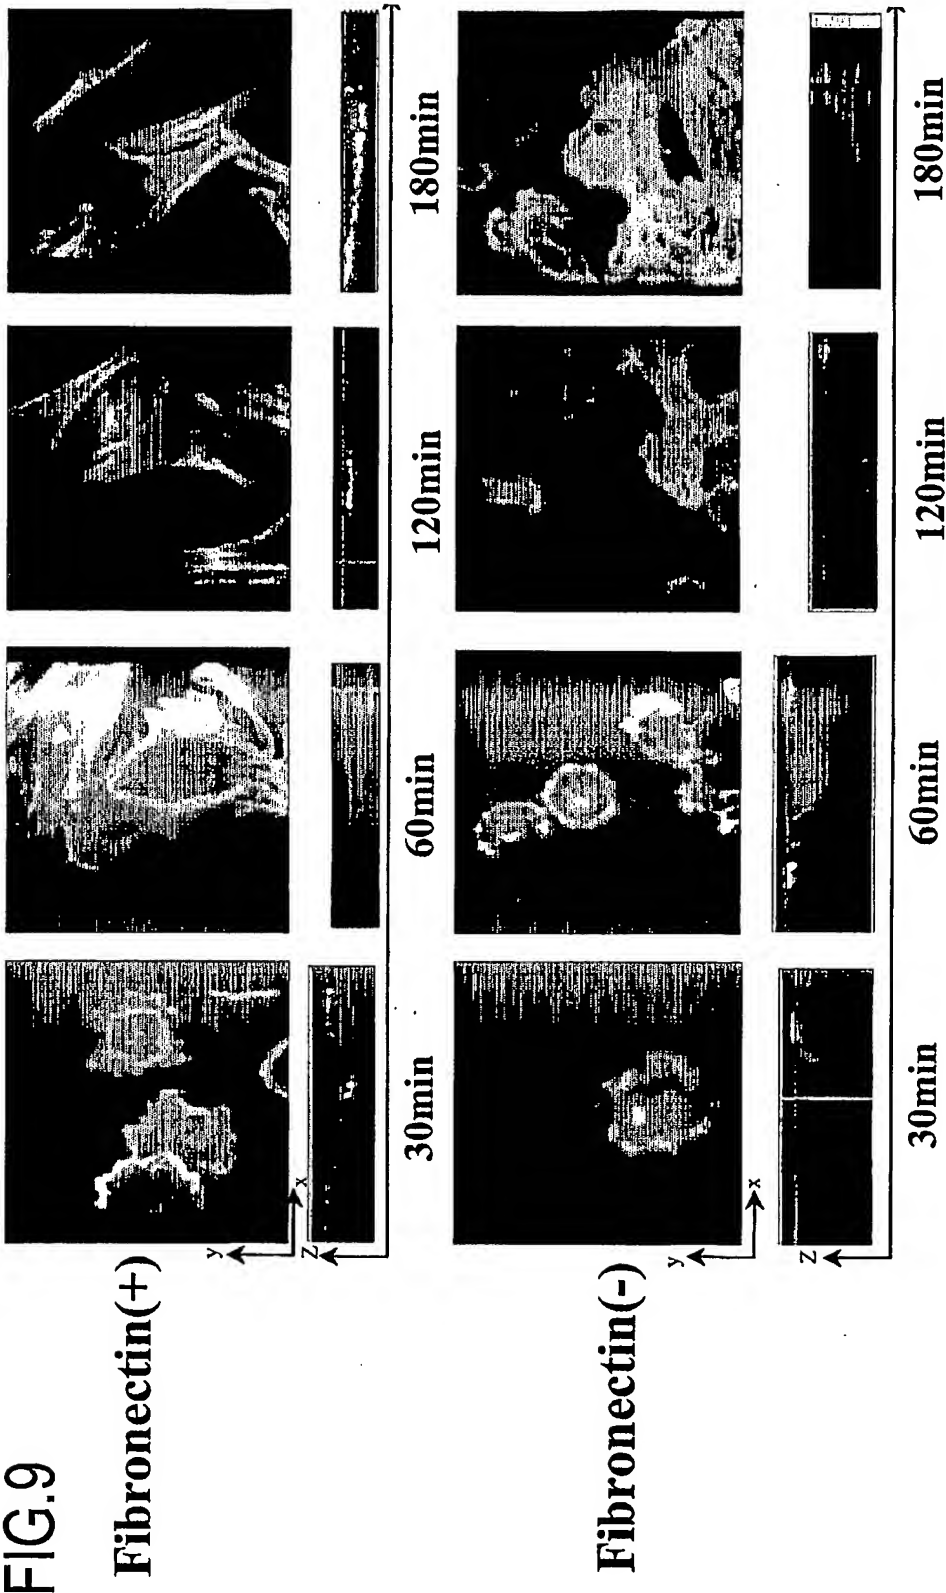 FIG.9
Fibronectin(+)
y
x
Z
30min
60min
120min
180min
Fibronectin(-)
y
x
Z
30min
60min
120min
180min